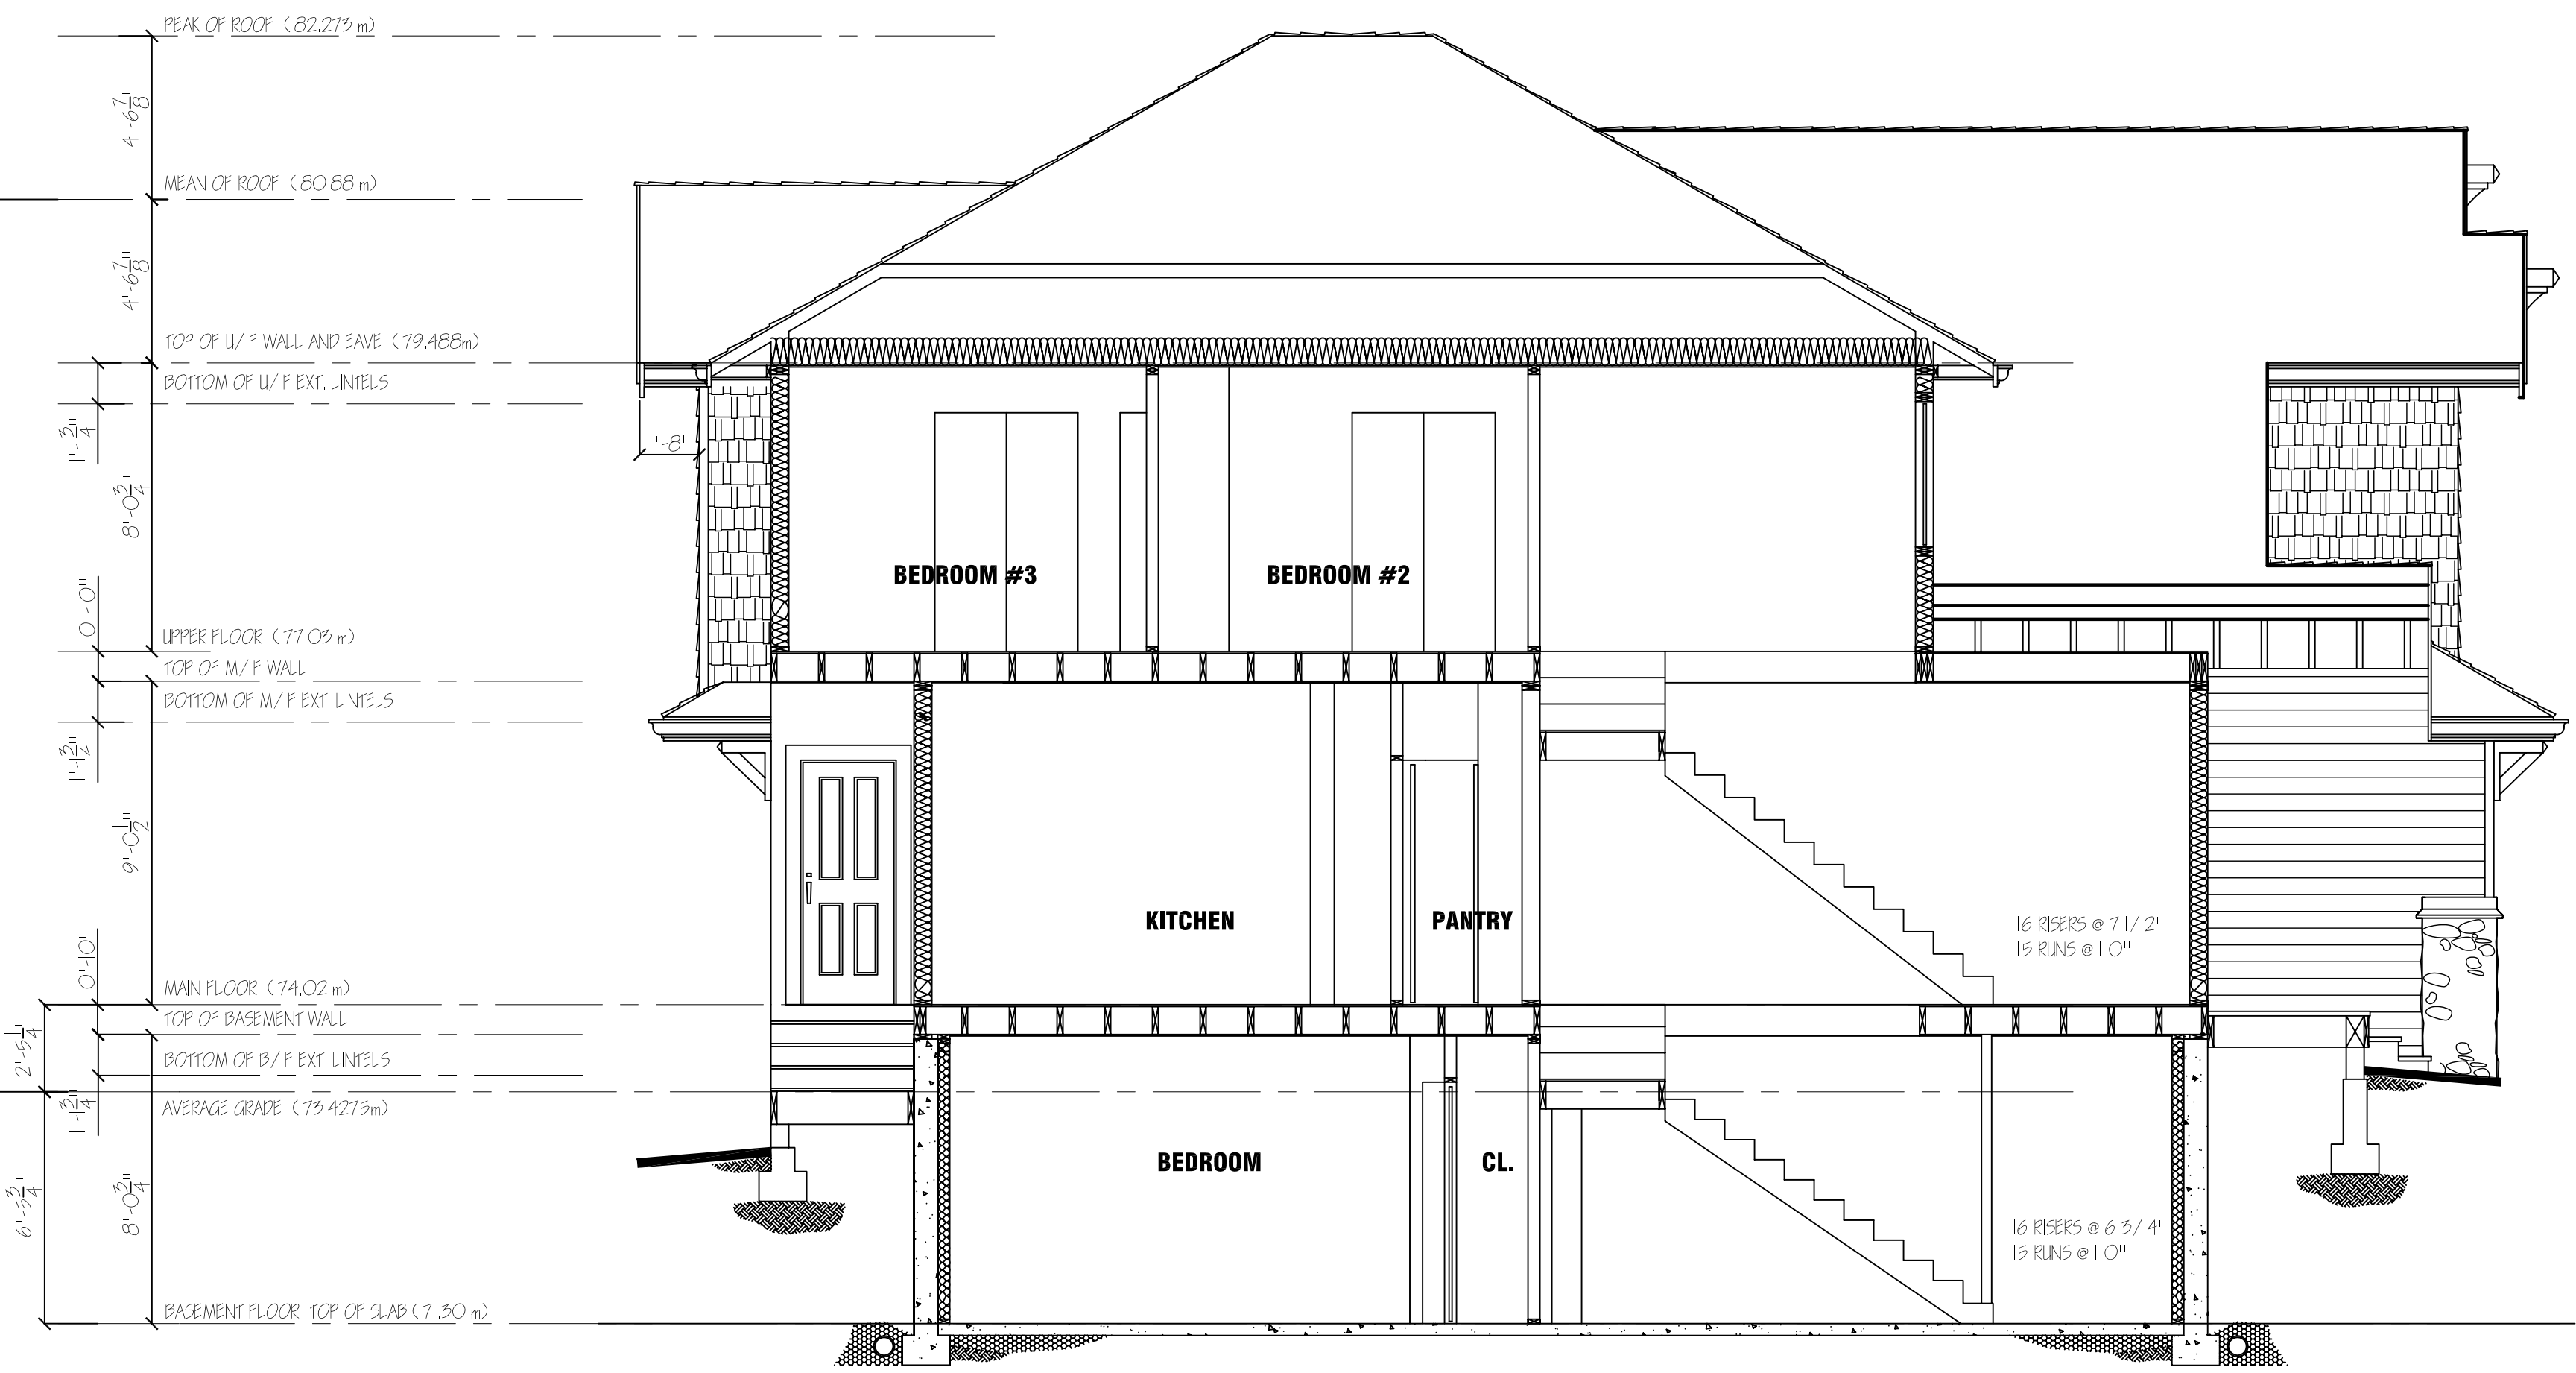 PEAK OF ROOF (82.273 m)
4'-6 7/8"
MEAN OF ROOF (80.88 m)
4'-6 7/8"
TOP OF U/F WALL AND EAVE (79.488m)
BOTTOM OF U/F EXT. LINTELS
1'-1 3/4"
1'-8"
8'-0 3/4"
BEDROOM #3
BEDROOM #2
0'-10"
UPPER FLOOR (77.03 m)
TOP OF M/F WALL
BOTTOM OF M/F EXT. LINTELS
1'-1 3/4"
9'-0 1/2"
KITCHEN
PANTRY
16 RISERS @ 7 1/2"
15 RUNS @ 10"
0'-10"
MAIN FLOOR (74.02 m)
TOP OF BASEMENT WALL
2'-5 1/4"
BOTTOM OF B/F EXT. LINTELS
1'-1 3/4"
AVERAGE GRADE (73.4275m)
BEDROOM
CL.
6'-5 3/4"
8'-0 3/4"
16 RISERS @ 6 3/4"
15 RUNS @ 10"
BASEMENT FLOOR TOP OF SLAB (71.30 m)